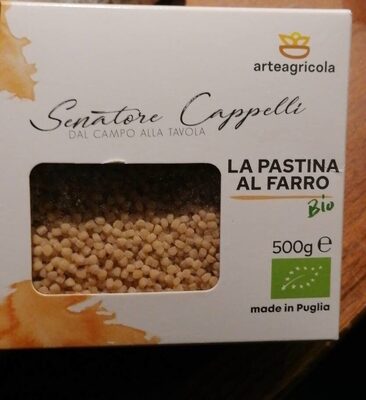 arteagricola
Senatore Cappelli
DAL CAMPO ALLA TAVOLA
LA PASTINA
AL FARRO
Bio
500g e
made in Puglia